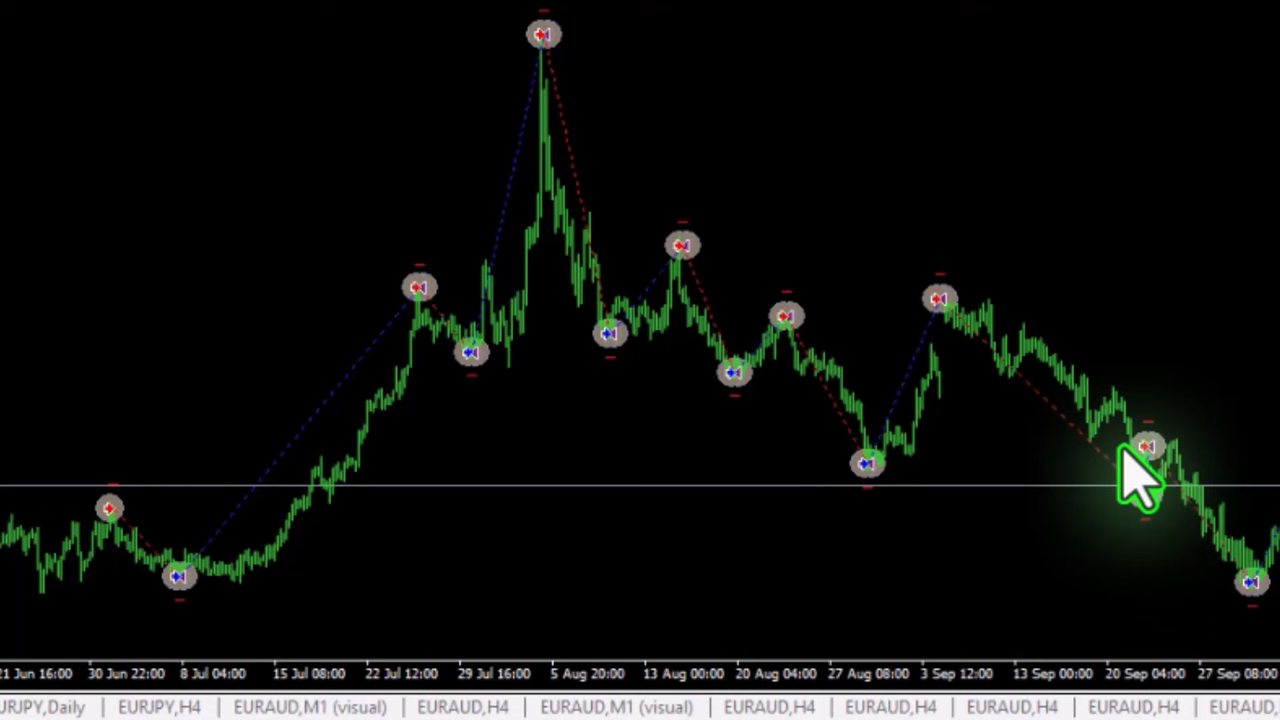 21 Jun 16:00 30 Jun 22:00 8 Jul 04:00 15 Jul 08:00 22 Jul 12:00 29 Jul 16:00 5 Aug 20:00 13 Aug 00:00 20 Aug 04:00 27 Aug 08:00 3 Sep 12:00 13 Sep 00:00 20 Sep 04:00 27 Sep 08:00
URJPY,Daily | EURJPY,H4 | EURAUD,M1 (visual) | EURAUD,H4 | EURAUD,M1 (visual) | EURAUD,H4 | EURAUD,H4 | EURAUD,H4 | EURAUD,H4 | EURAUD,